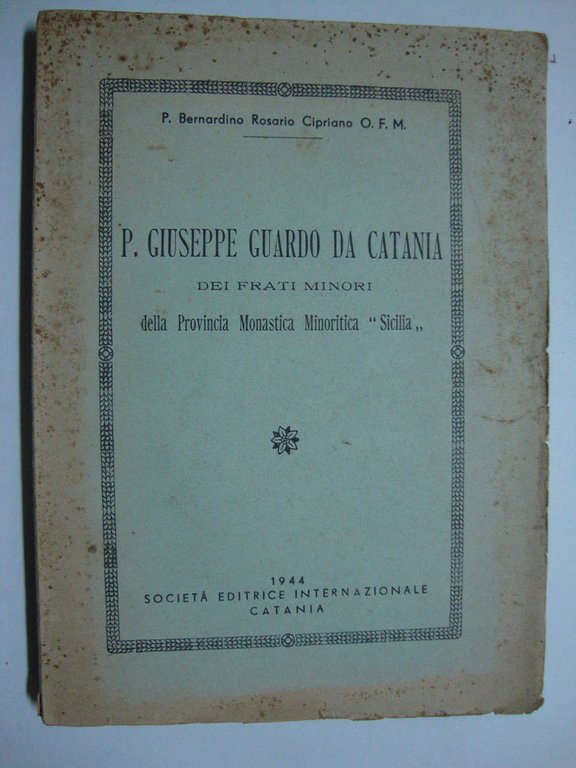 P. Bernardino Rosario Cipriano O. F. M.
P. GIUSEPPE GUARDO DA CATANIA
DEI FRATI MINORI
della Provincia Monastica Minoritica “ Sicilia „
1944
SOCIETÀ EDITRICE INTERNAZIONALE
CATANIA